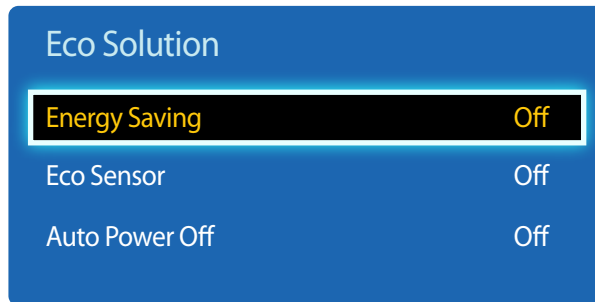 Eco Solution
Energy Saving Off
Eco Sensor Off
Auto Power Off Off